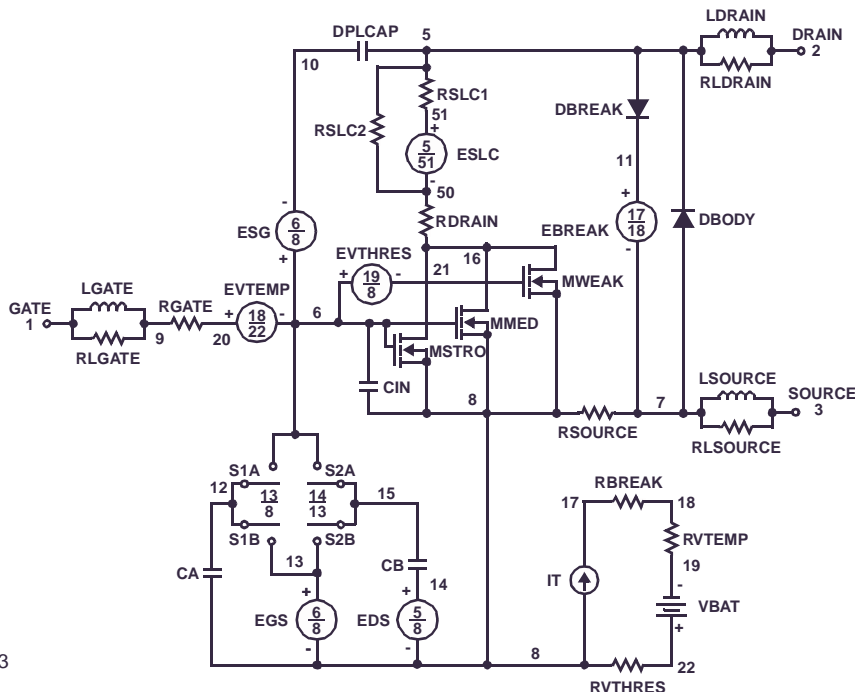 LDRAIN
DPLCAP 5 DRAIN
10 2
RLDRAIN
RSLC1
51 DBREAK
RSLC2 +
5
51 ESLC
- 11
50
- +
6
8 RDRAIN 17
18 DBODY
ESG EBREAK
+ EVTHRES 16 -
+ 19
8 - 21 MWEAK
LGATE EVTEMP
GATE RGATE + 18
22 - 6 MMED
1 9 20
RLGATE MSTRO
LSOURCE
CIN SOURCE
8 7 3
RSOURCE
RLSOURCE
S1A S2A
12 13
8 14
13 15 RBREAK
17 18
S1B S2B
RVTEMP
13 CB 19
CA IT -
+ + 14
VBAT
EGS 6
8 EDS 5
8 +
- - 8 22
RVTHRES
3